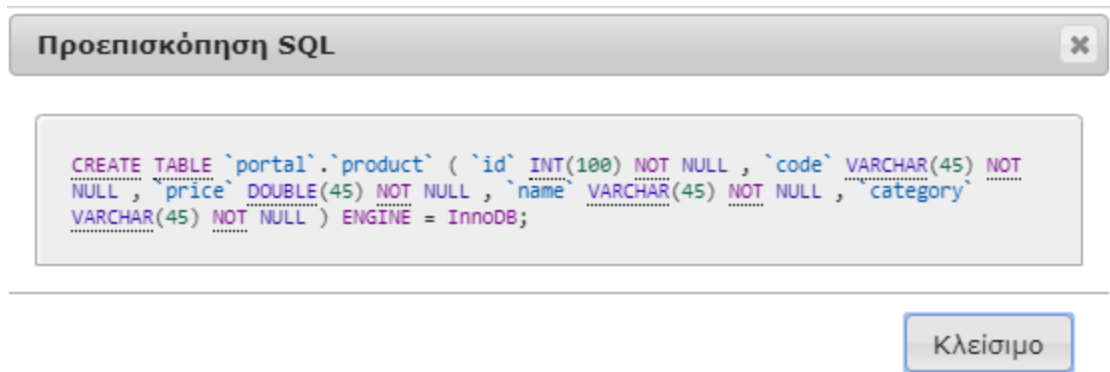 Προεπισκόπηση SQL
CREATE TABLE `portal`.`product` ( `id` INT(100) NOT NULL , `code` VARCHAR(45) NOT
NULL , `price` DOUBLE(45) NOT NULL , `name` VARCHAR(45) NOT NULL , `category`
VARCHAR(45) NOT NULL ) ENGINE = InnoDB;
Κλείσιμο